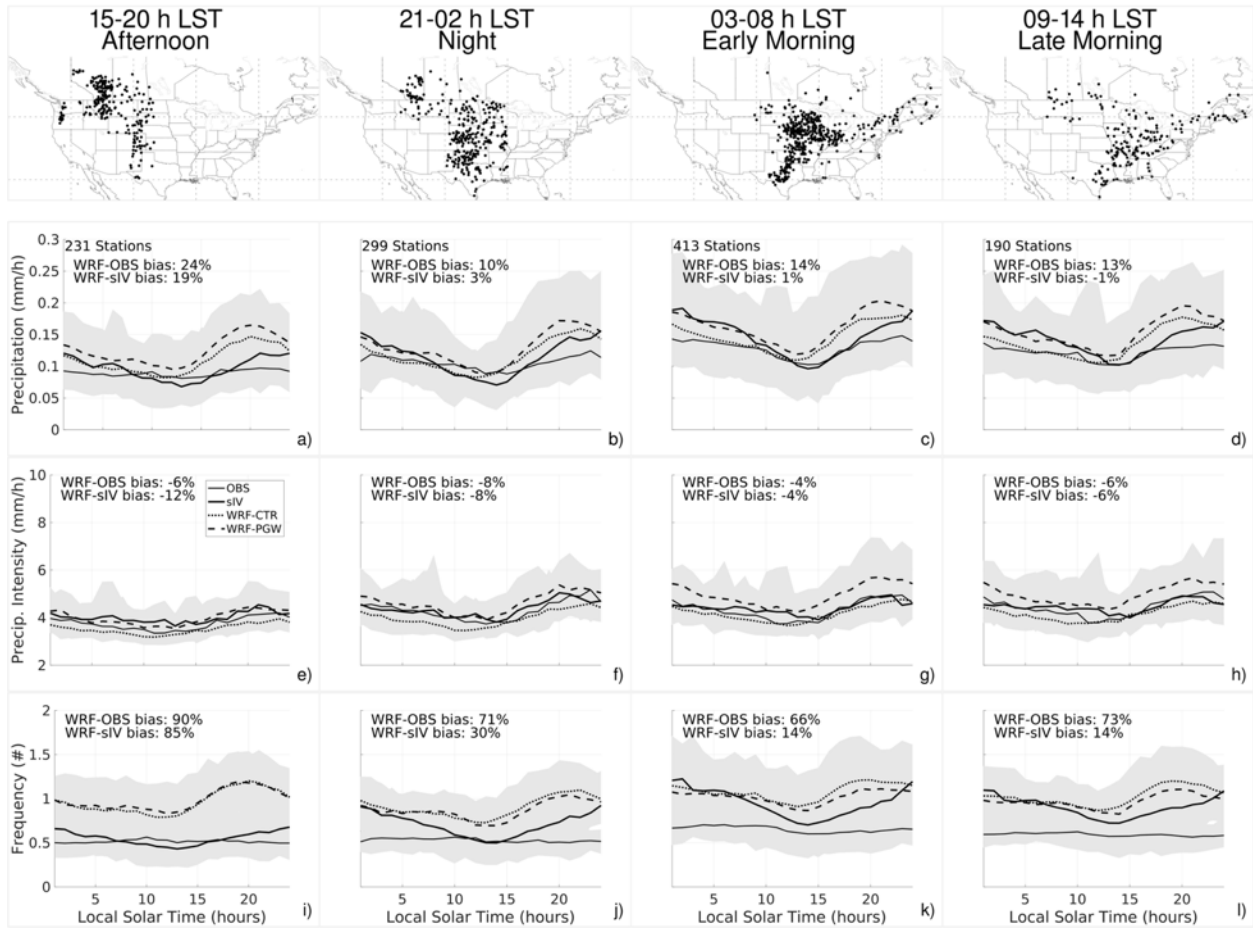 15-20 h LST
Afternoon
21-02 h LST
Night
03-08 h LST
Early Morning
09-14 h LST
Late Morning
Precipitation (mm/h)
0.3
0.25
0.2
0.15
0.1
0.05
0
231 Stations
WRF-OBS bias: 24%
WRF-sIV bias: 19%
a)
299 Stations
WRF-OBS bias: 10%
WRF-sIV bias: 3%
b)
413 Stations
WRF-OBS bias: 14%
WRF-sIV bias: 1%
c)
190 Stations
WRF-OBS bias: 13%
WRF-sIV bias: -1%
d)
Precip. Intensity (mm/h)
10
8
6
4
2
WRF-OBS bias: -6%
WRF-sIV bias: -12%
OBS
sIV
WRF-CTR
WRF-PGW
e)
WRF-OBS bias: -8%
WRF-sIV bias: -8%
f)
WRF-OBS bias: -4%
WRF-sIV bias: -4%
g)
WRF-OBS bias: -6%
WRF-sIV bias: -6%
h)
Frequency (#)
2
1.5
1
0.5
0
WRF-OBS bias: 90%
WRF-sIV bias: 85%
i)
WRF-OBS bias: 71%
WRF-sIV bias: 30%
j)
WRF-OBS bias: 66%
WRF-sIV bias: 14%
k)
WRF-OBS bias: 73%
WRF-sIV bias: 14%
l)
5 10 15 20
Local Solar Time (hours)
5 10 15 20
Local Solar Time (hours)
5 10 15 20
Local Solar Time (hours)
5 10 15 20
Local Solar Time (hours)